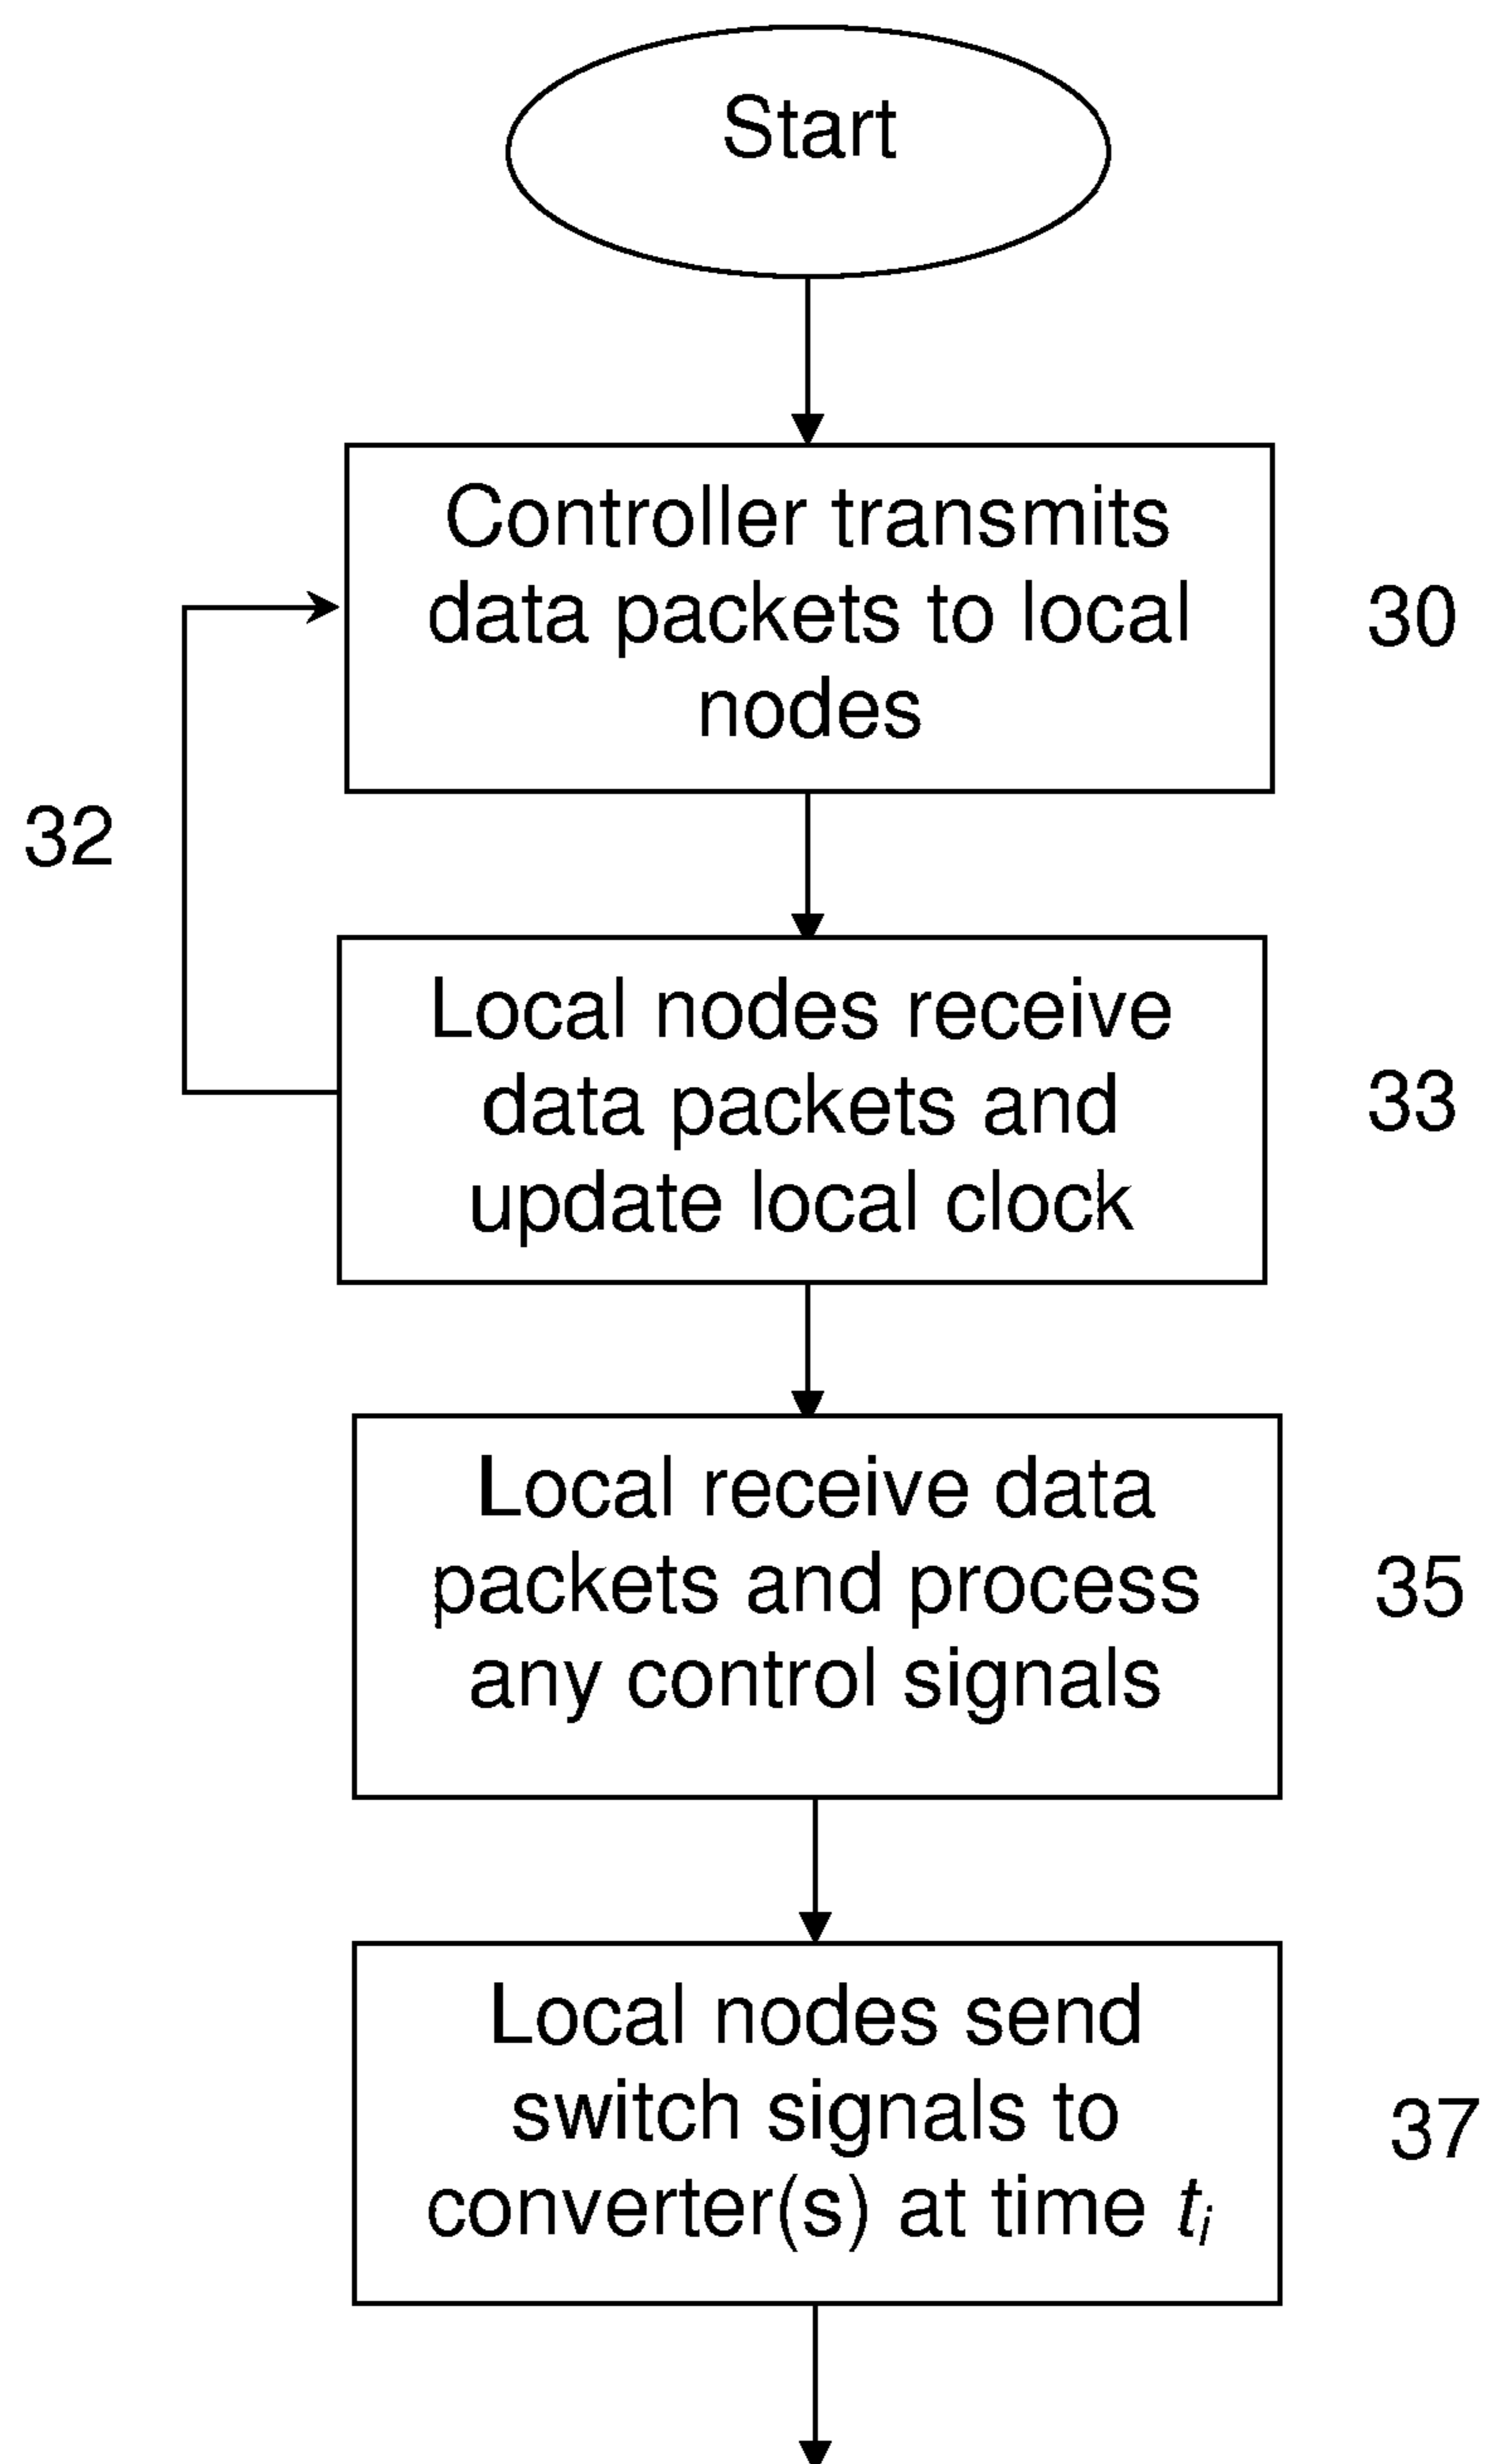 Start
Controller transmits
data packets to local
nodes
30
32
Local nodes receive
data packets and
update local clock
33
Local receive data
packets and process
any control signals
35
Local nodes send
switch signals to
converter(s) at time tᵢ
37